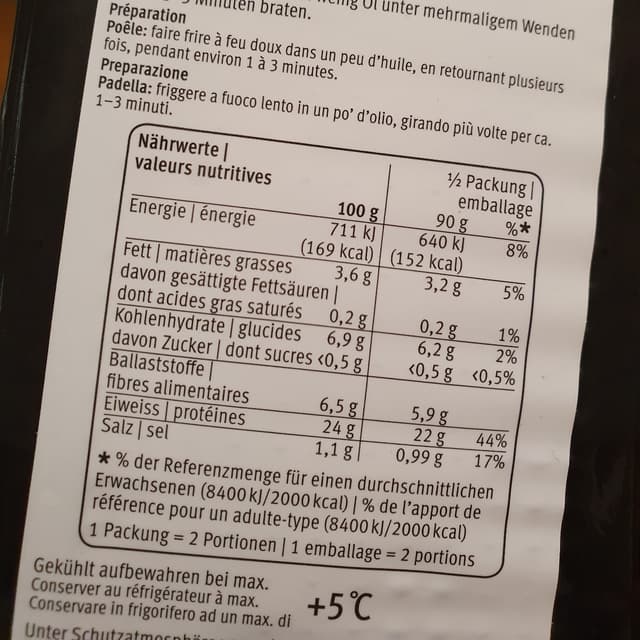 Minuten braten.
Öl unter mehrmaligem Wenden
Préparation
Poêle: faire frire à feu doux dans un peu d'huile, en retournant plusieurs
fois, pendant environ 1 à 3 minutes.
Preparazione
Padella: friggere a fuoco lento in un po' d'olio, girando più volte per ca.
1–3 minuti.
Nährwerte |
valeurs nutritives
½ Packung |
emballage
100 g 90 g %*
Energie | énergie 711 kJ 640 kJ 8%
(169 kcal) (152 kcal)
Fett | matières grasses 3,6 g 3,2 g 5%
davon gesättigte Fettsäuren |
dont acides gras saturés 0,2 g 0,2 g 1%
Kohlenhydrate | glucides 6,9 g 6,2 g 2%
davon Zucker | dont sucres <0,5 g <0,5 g <0,5%
Ballaststoffe |
fibres alimentaires 6,5 g 5,9 g
Eiweiss | protéines 24 g 22 g 44%
Salz | sel 1,1 g 0,99 g 17%
* % der Referenzmenge für einen durchschnittlichen
Erwachsenen (8400 kJ/2000 kcal) | % de l'apport de
référence pour un adulte-type (8400 kJ/2000 kcal)
1 Packung = 2 Portionen | 1 emballage = 2 portions
Gekühlt aufbewahren bei max.
Conserver au réfrigérateur à max.
Conservare in frigorifero ad un max. di
+5°C
Unter Schutzatmosphäre